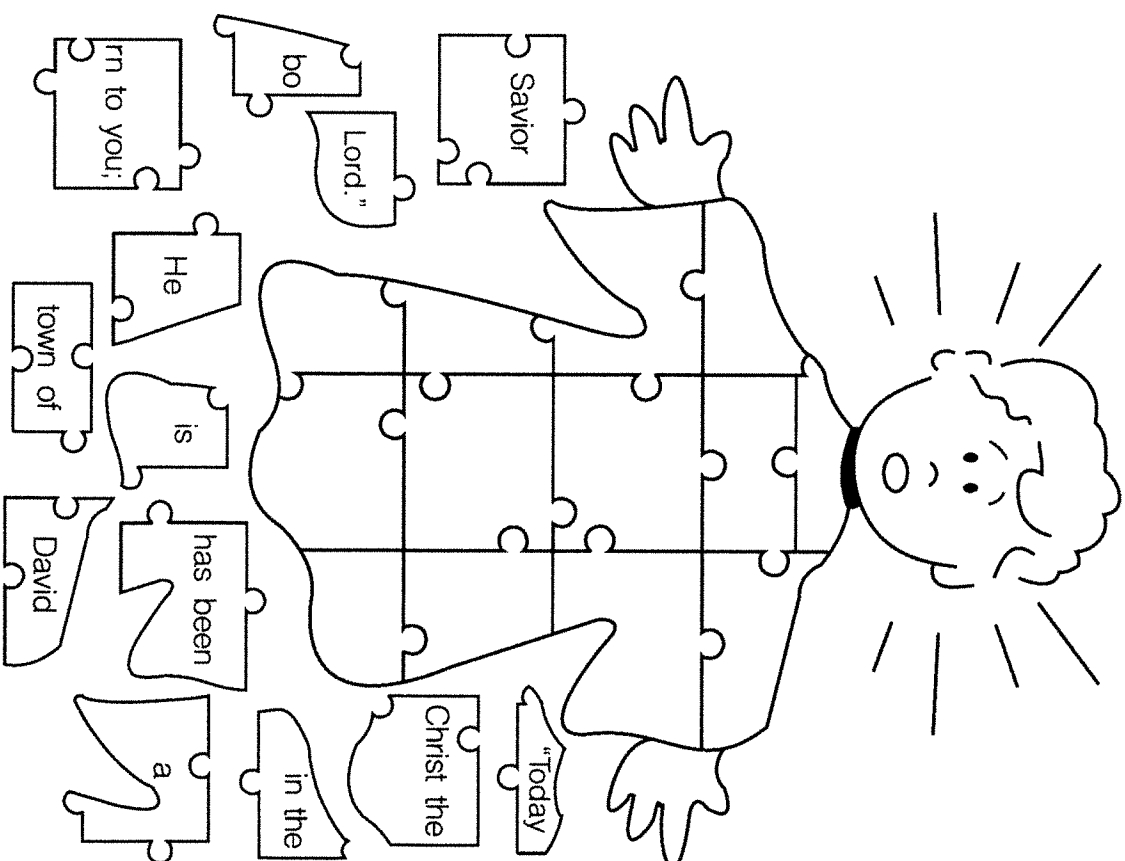 Savior
“Today
Christ the
Lord.”
bo
in the
He
is
has been
a
rn to you;
town of
David